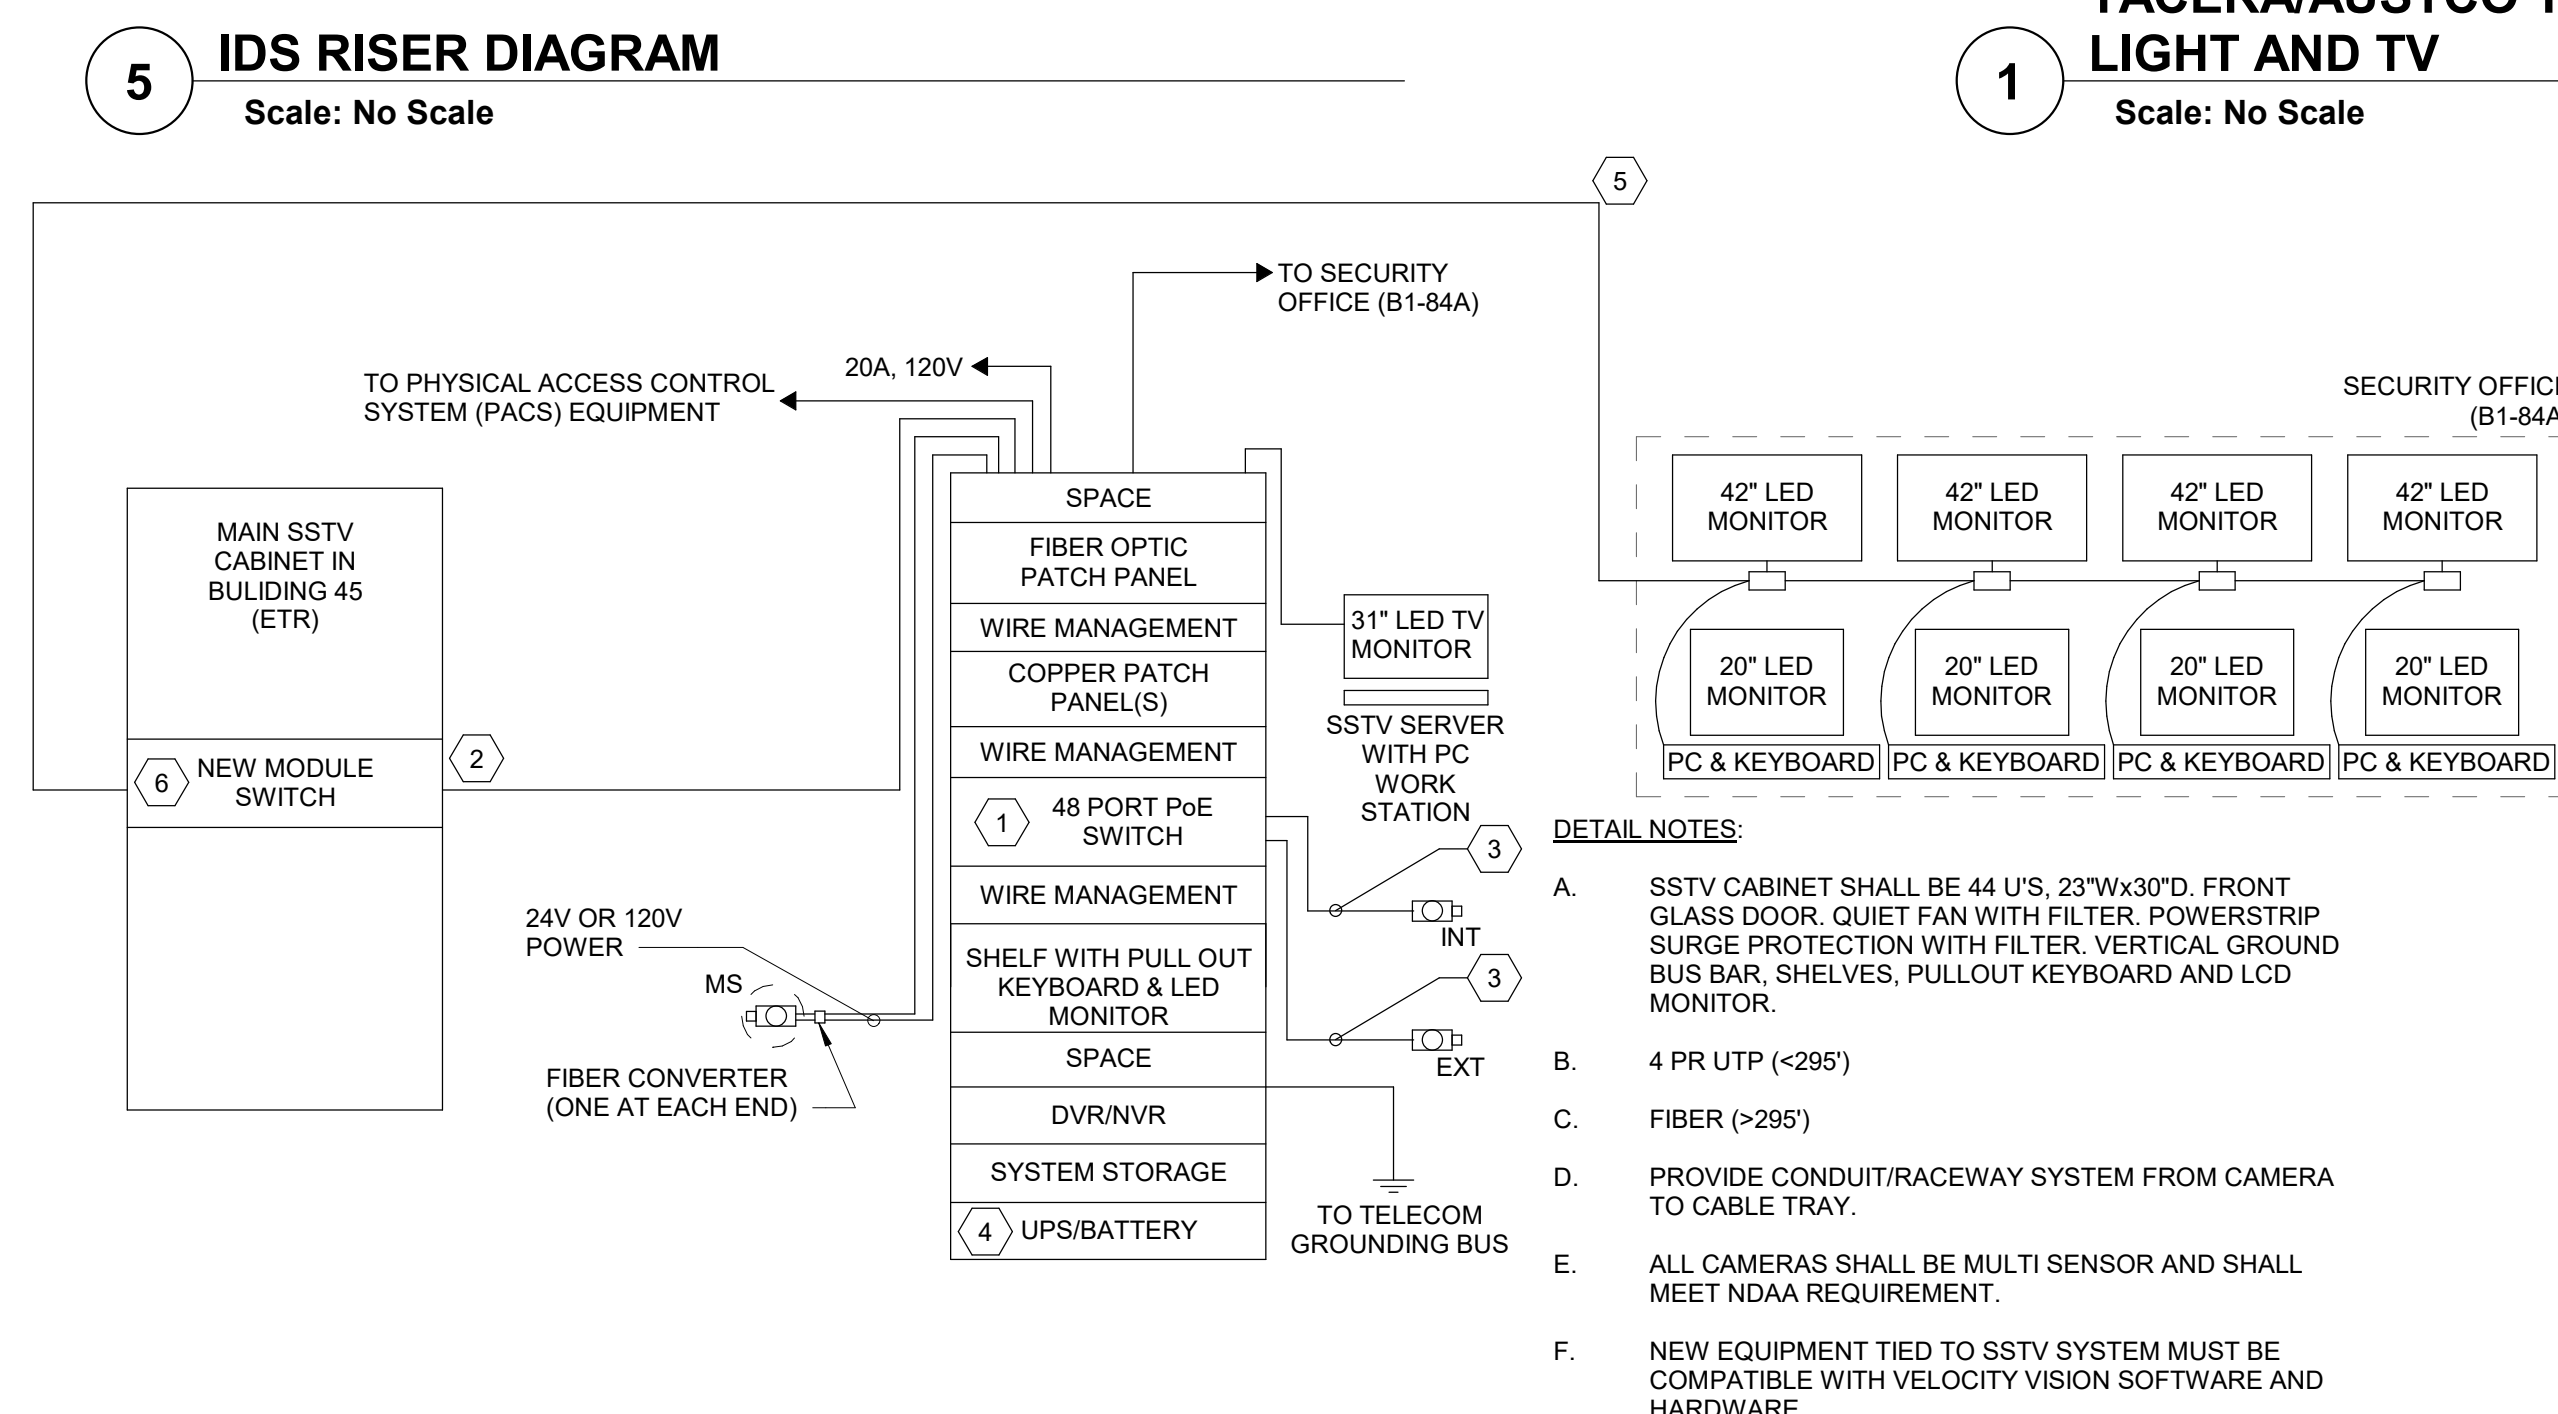 5
IDS RISER DIAGRAM
Scale: No Scale
1
TACERA/AUSTCO
LIGHT AND TV
Scale: No Scale
5
TO SECURITY
OFFICE (B1-84A)
20A, 120V
TO PHYSICAL ACCESS CONTROL
SYSTEM (PACS) EQUIPMENT
MAIN SSTV
CABINET IN
BULIDING 45
(ETR)
6
NEW MODULE
SWITCH
2
SPACE
FIBER OPTIC
PATCH PANEL
WIRE MANAGEMENT
COPPER PATCH
PANEL(S)
WIRE MANAGEMENT
1
48 PORT PoE
SWITCH
WIRE MANAGEMENT
SHELF WITH PULL OUT
KEYBOARD & LED
MONITOR
SPACE
DVR/NVR
SYSTEM STORAGE
4
UPS/BATTERY
24V OR 120V
POWER
MS
FIBER CONVERTER
(ONE AT EACH END)
31" LED TV
MONITOR
SSTV SERVER
WITH PC
WORK
STATION
3
INT
3
EXT
TO TELECOM
GROUNDING BUS
SECURITY OFFIC
(B1-84A
42" LED
MONITOR
42" LED
MONITOR
42" LED
MONITOR
42" LED
MONITOR
20" LED
MONITOR
20" LED
MONITOR
20" LED
MONITOR
20" LED
MONITOR
PC & KEYBOARD
PC & KEYBOARD
PC & KEYBOARD
PC & KEYBOARD
DETAIL NOTES:
A. SSTV CABINET SHALL BE 44 U'S, 23"Wx30"D. FRONT
GLASS DOOR. QUIET FAN WITH FILTER. POWERSTRIP
SURGE PROTECTION WITH FILTER. VERTICAL GROUND
BUS BAR, SHELVES, PULLOUT KEYBOARD AND LCD
MONITOR.
B. 4 PR UTP (<295')
C. FIBER (>295')
D. PROVIDE CONDUIT/RACEWAY SYSTEM FROM CAMERA
TO CABLE TRAY.
E. ALL CAMERAS SHALL BE MULTI SENSOR AND SHALL
MEET NDAA REQUIREMENT.
F. NEW EQUIPMENT TIED TO SSTV SYSTEM MUST BE
COMPATIBLE WITH VELOCITY VISION SOFTWARE AND
HARDWARE